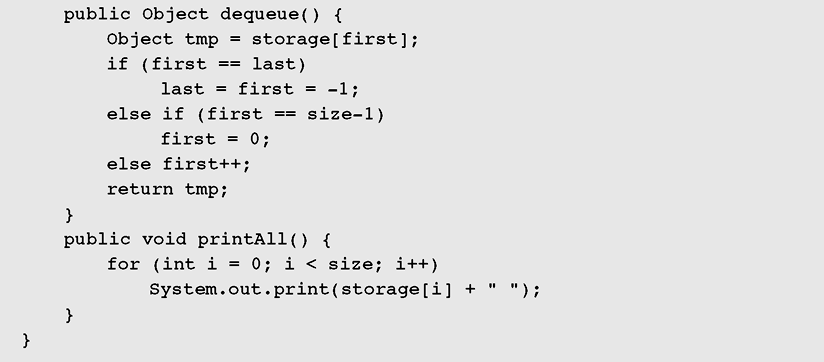 public Object dequeue() {
Object tmp = storage[first];
if (first == last)
last = first = -1;
else if (first == size-1)
first = 0;
else first++;
return tmp;
}
public void printAll() {
for (int i = 0; i < size; i++)
System.out.print(storage[i] + " ");
}
}